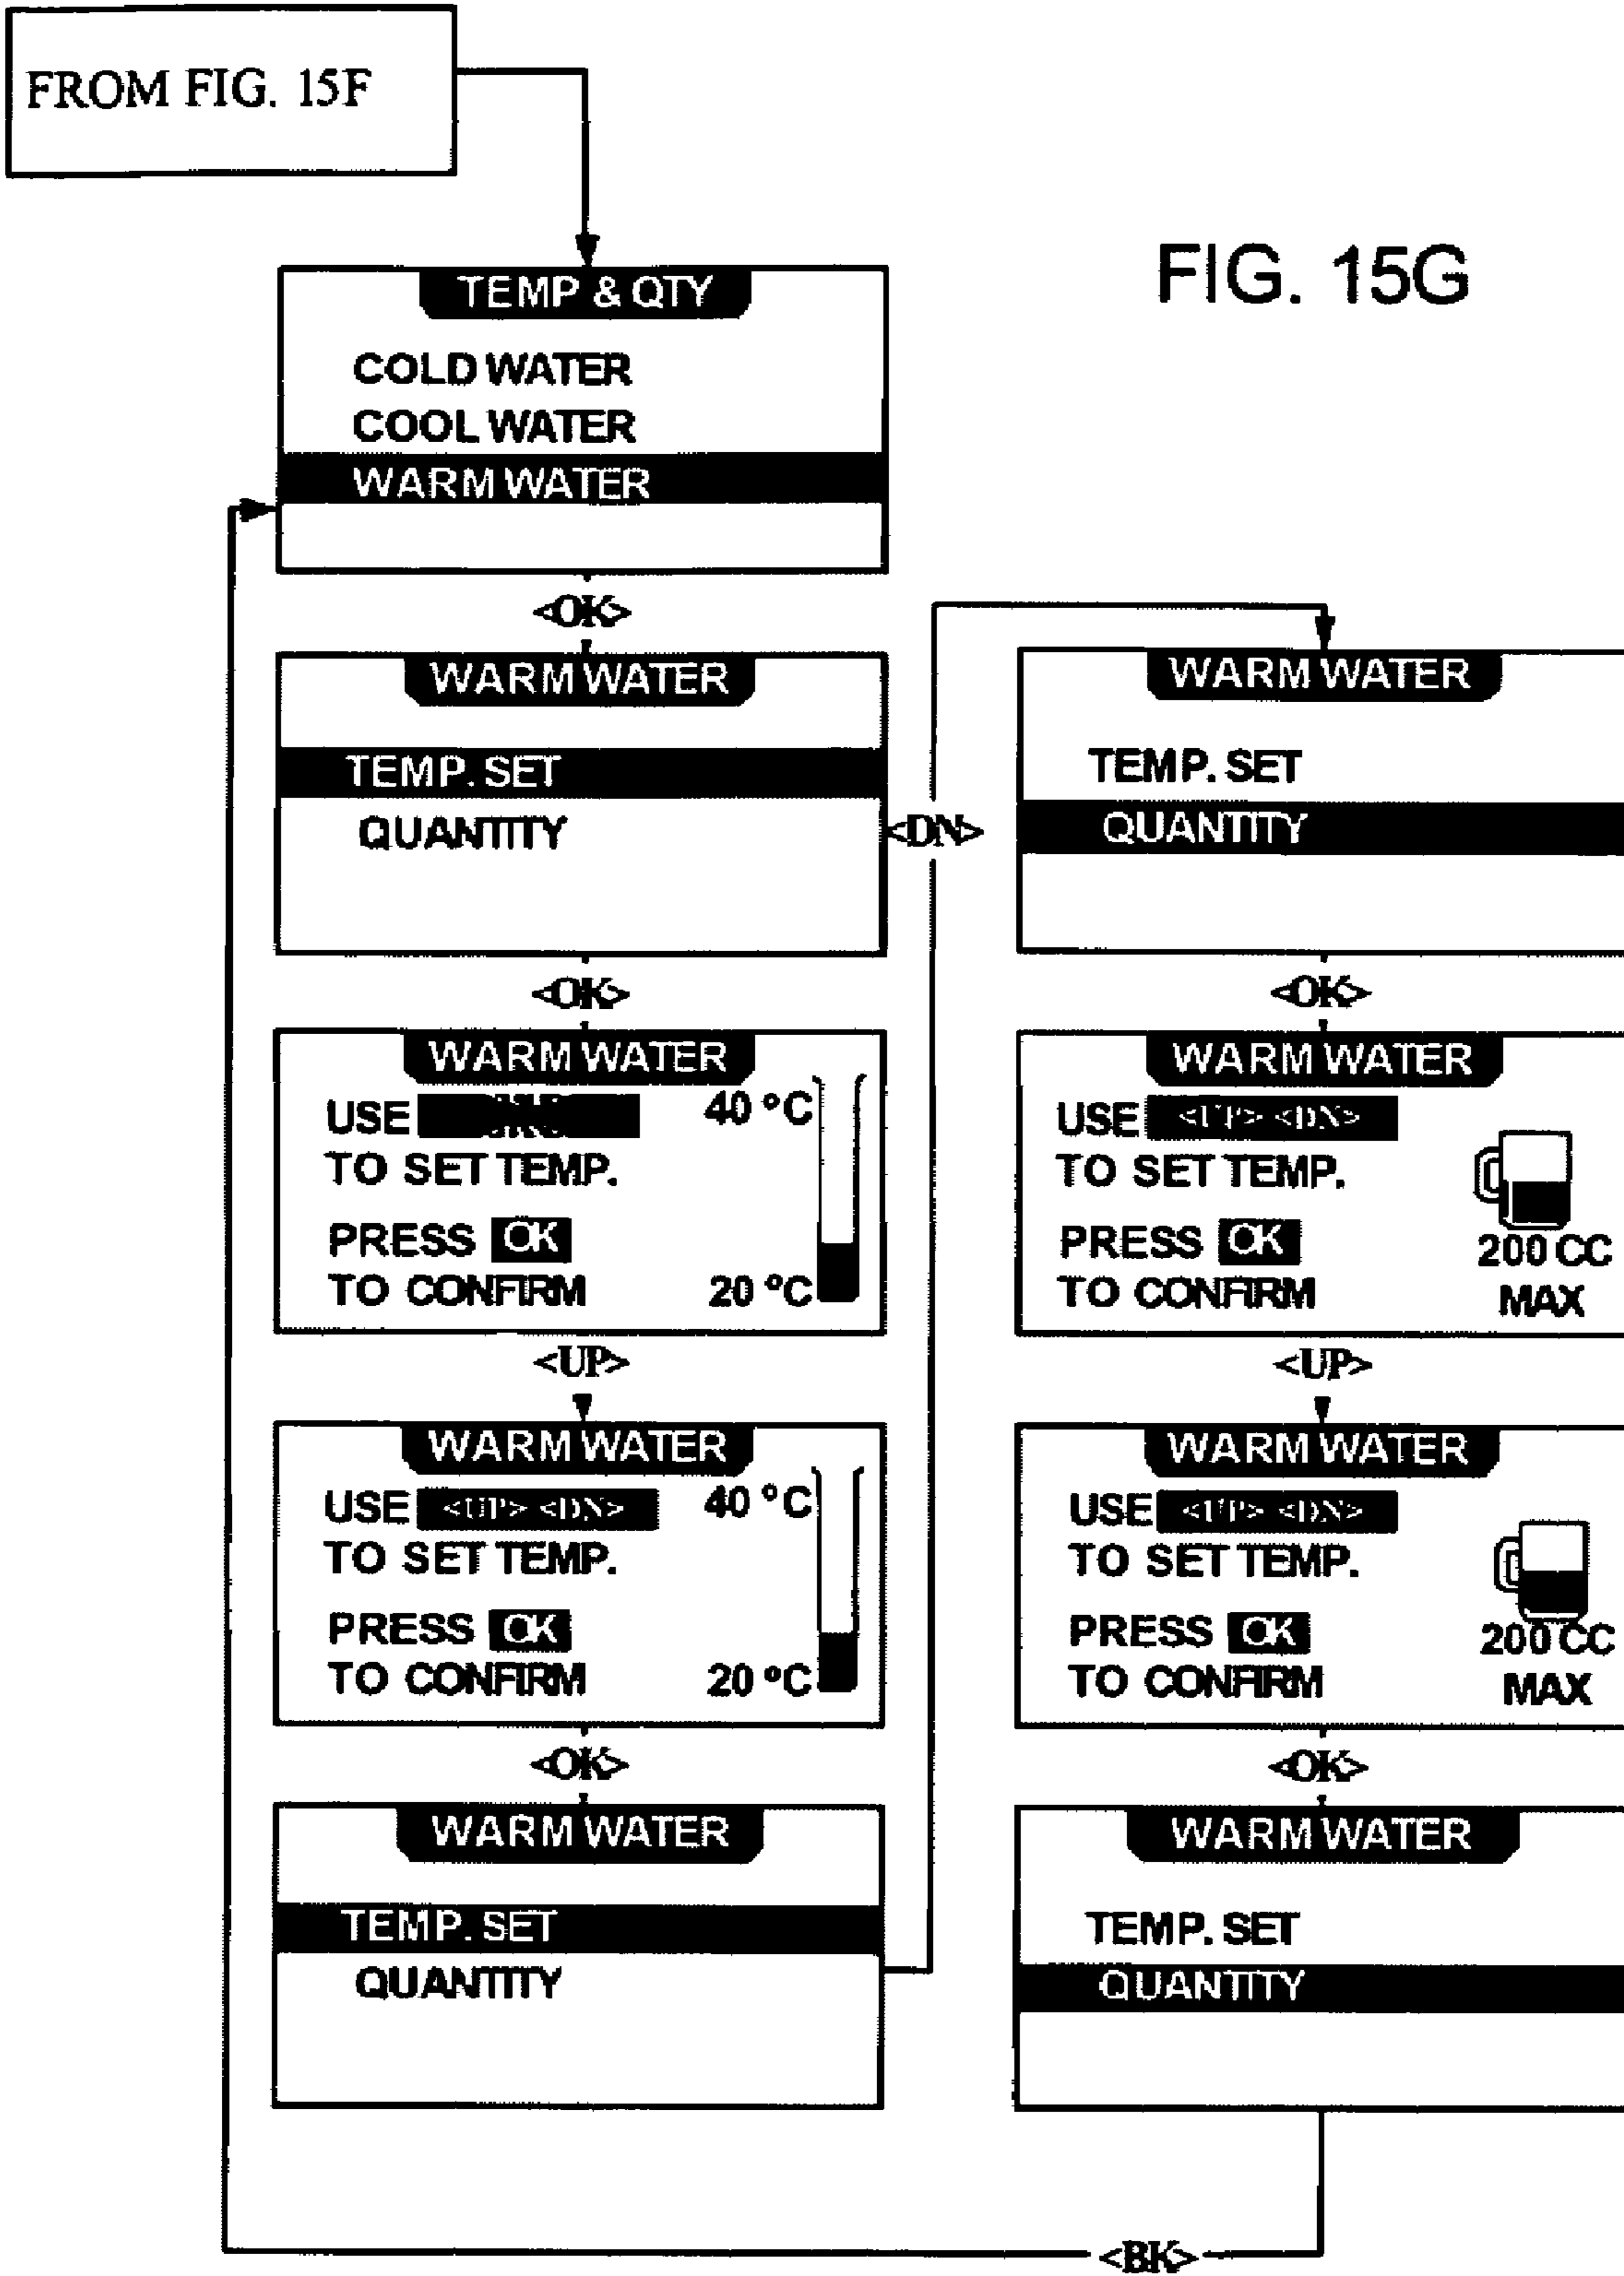 FROM FIG. 15F
FIG. 15G
TEMP & QTY
COLD WATER
COOL WATER
WARM WATER
<OK>
WARM WATER
TEMP. SET
QUANTITY
<DN>
<OK>
WARM WATER
USE
TO SET TEMP.
PRESS OK
TO CONFIRM
40 °C
20 °C
<UP>
WARM WATER
USE <UP> <DN>
TO SET TEMP.
PRESS OK
TO CONFIRM
40 °C
20 °C
<OK>
WARM WATER
TEMP. SET
QUANTITY
WARM WATER
TEMP. SET
QUANTITY
<OK>
WARM WATER
USE <UP> <DN>
TO SET TEMP.
PRESS OK
TO CONFIRM
200 CC
MAX
<UP>
WARM WATER
USE <UP> <DN>
TO SET TEMP.
PRESS OK
TO CONFIRM
200 CC
MAX
<OK>
WARM WATER
TEMP. SET
QUANTITY
<BK>